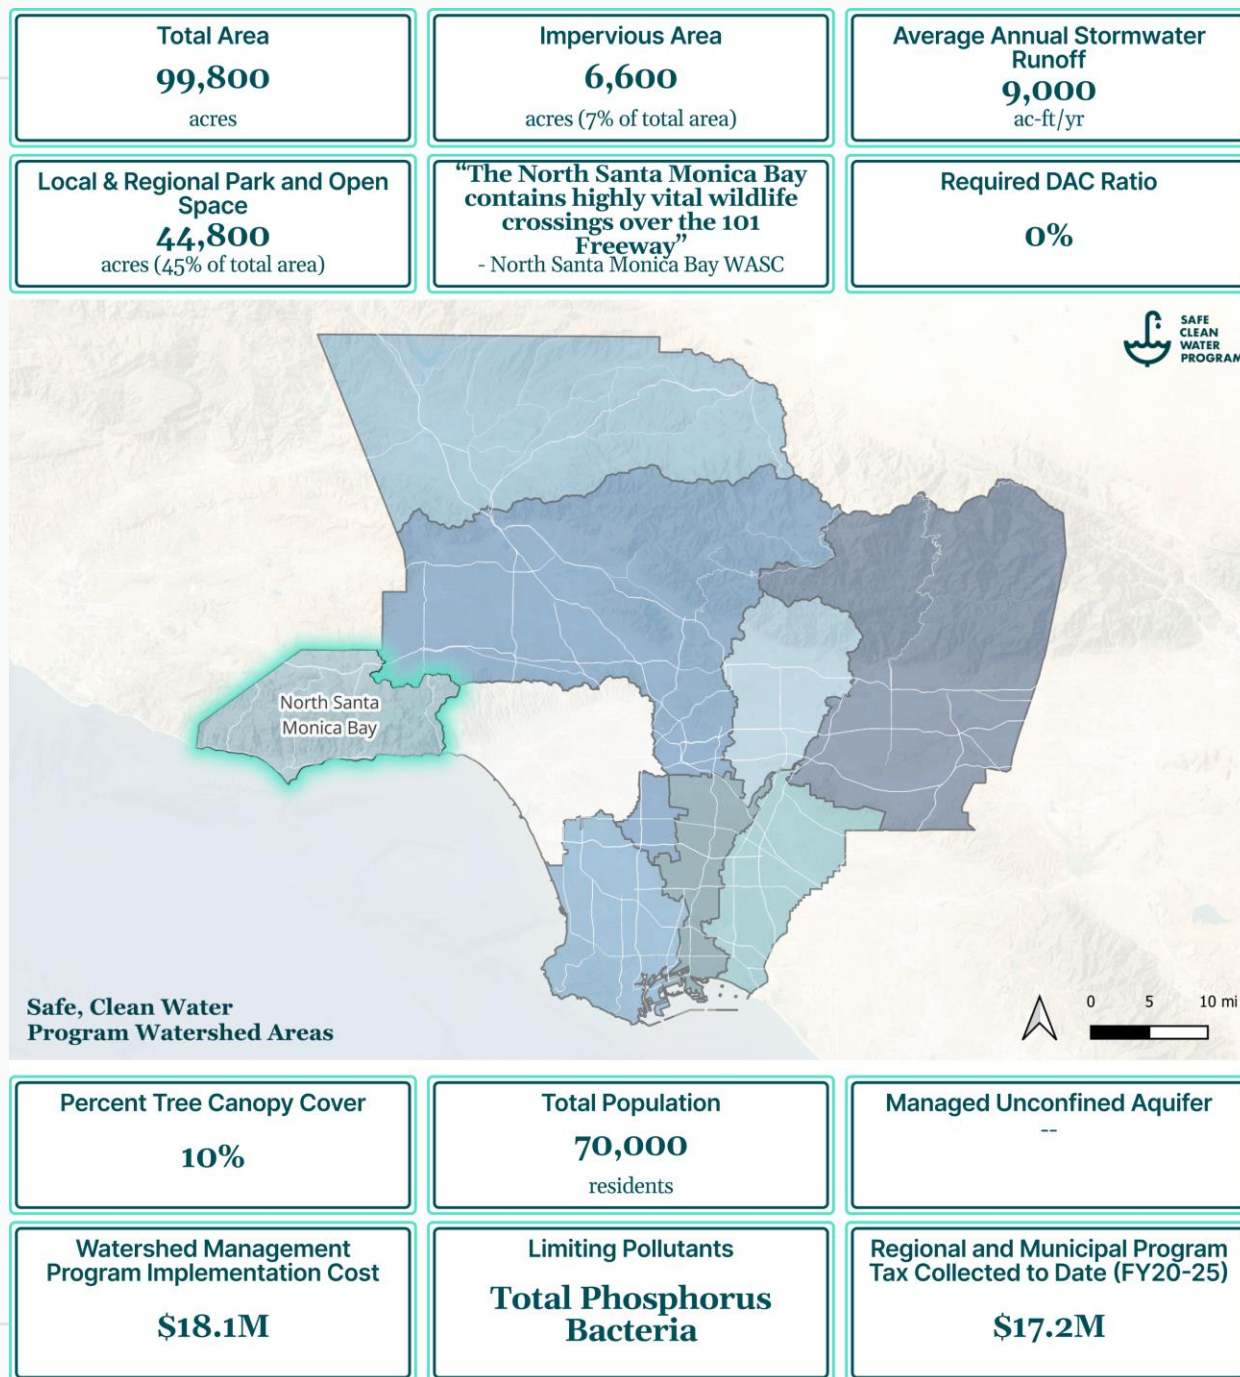 Total Area
99,800
acres
Impervious Area
6,600
acres (7% of total area)
Average Annual Stormwater
Runoff
9,000
ac-ft/yr
Local & Regional Park and Open
Space
44,800
acres (45% of total area)
“The North Santa Monica Bay
contains highly vital wildlife
crossings over the 101
Freeway”
- North Santa Monica Bay WASC
Required DAC Ratio
0%
SAFE
CLEAN
WATER
PROGRAM
North Santa
Monica Bay
Safe, Clean Water
Program Watershed Areas
0 5 10 mi
Percent Tree Canopy Cover
10%
Total Population
70,000
residents
Managed Unconfined Aquifer
--
Watershed Management
Program Implementation Cost
$18.1M
Limiting Pollutants
Total Phosphorus
Bacteria
Regional and Municipal Program
Tax Collected to Date (FY20-25)
$17.2M